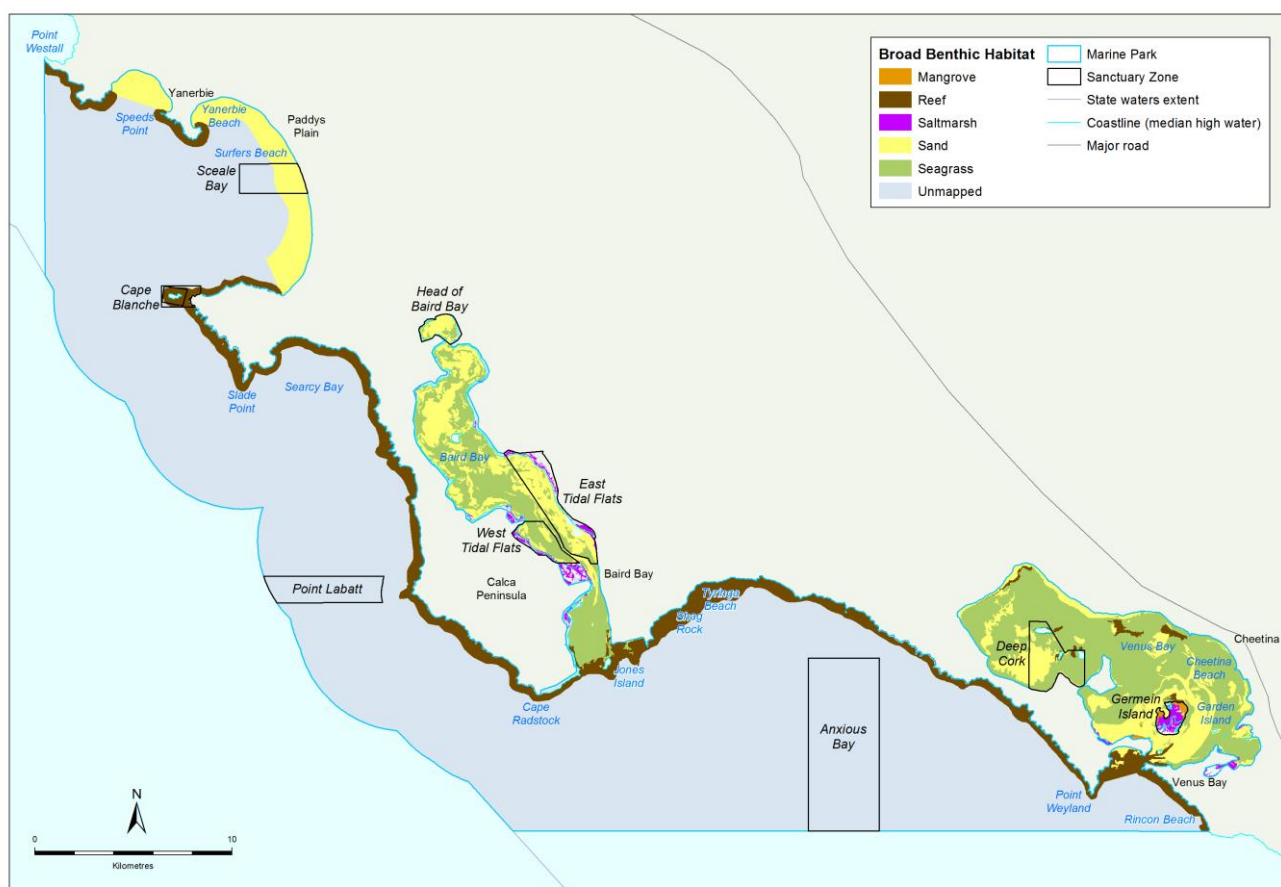 Point
Westall
Yanerbie
Speeds
Point
Yanerbie
Beach
Paddys
Plain
Surfers Beach
Sceale
Bay
Cape
Blanche
Slade
Point
Searcy Bay
Head of
Baird Bay
Baird Bay
East
Tidal Flats
West
Tidal Flats
Baird Bay
Calca
Peninsula
Point Labatt
Tyringa
Beach
Shag
Rock
Jones
Island
Cape
Radstock
Anxious
Bay
Deep
Cork
Venus Bay
Cheetina
Cheetina
Beach
Germein
Island
Garden
Island
Venus Bay
Point
Weyland
Rincon Beach
Broad Benthic Habitat
Mangrove
Reef
Saltmarsh
Sand
Seagrass
Unmapped
Marine Park
Sanctuary Zone
State waters extent
Coastline (median high water)
Major road
N
0
10
Kilometres